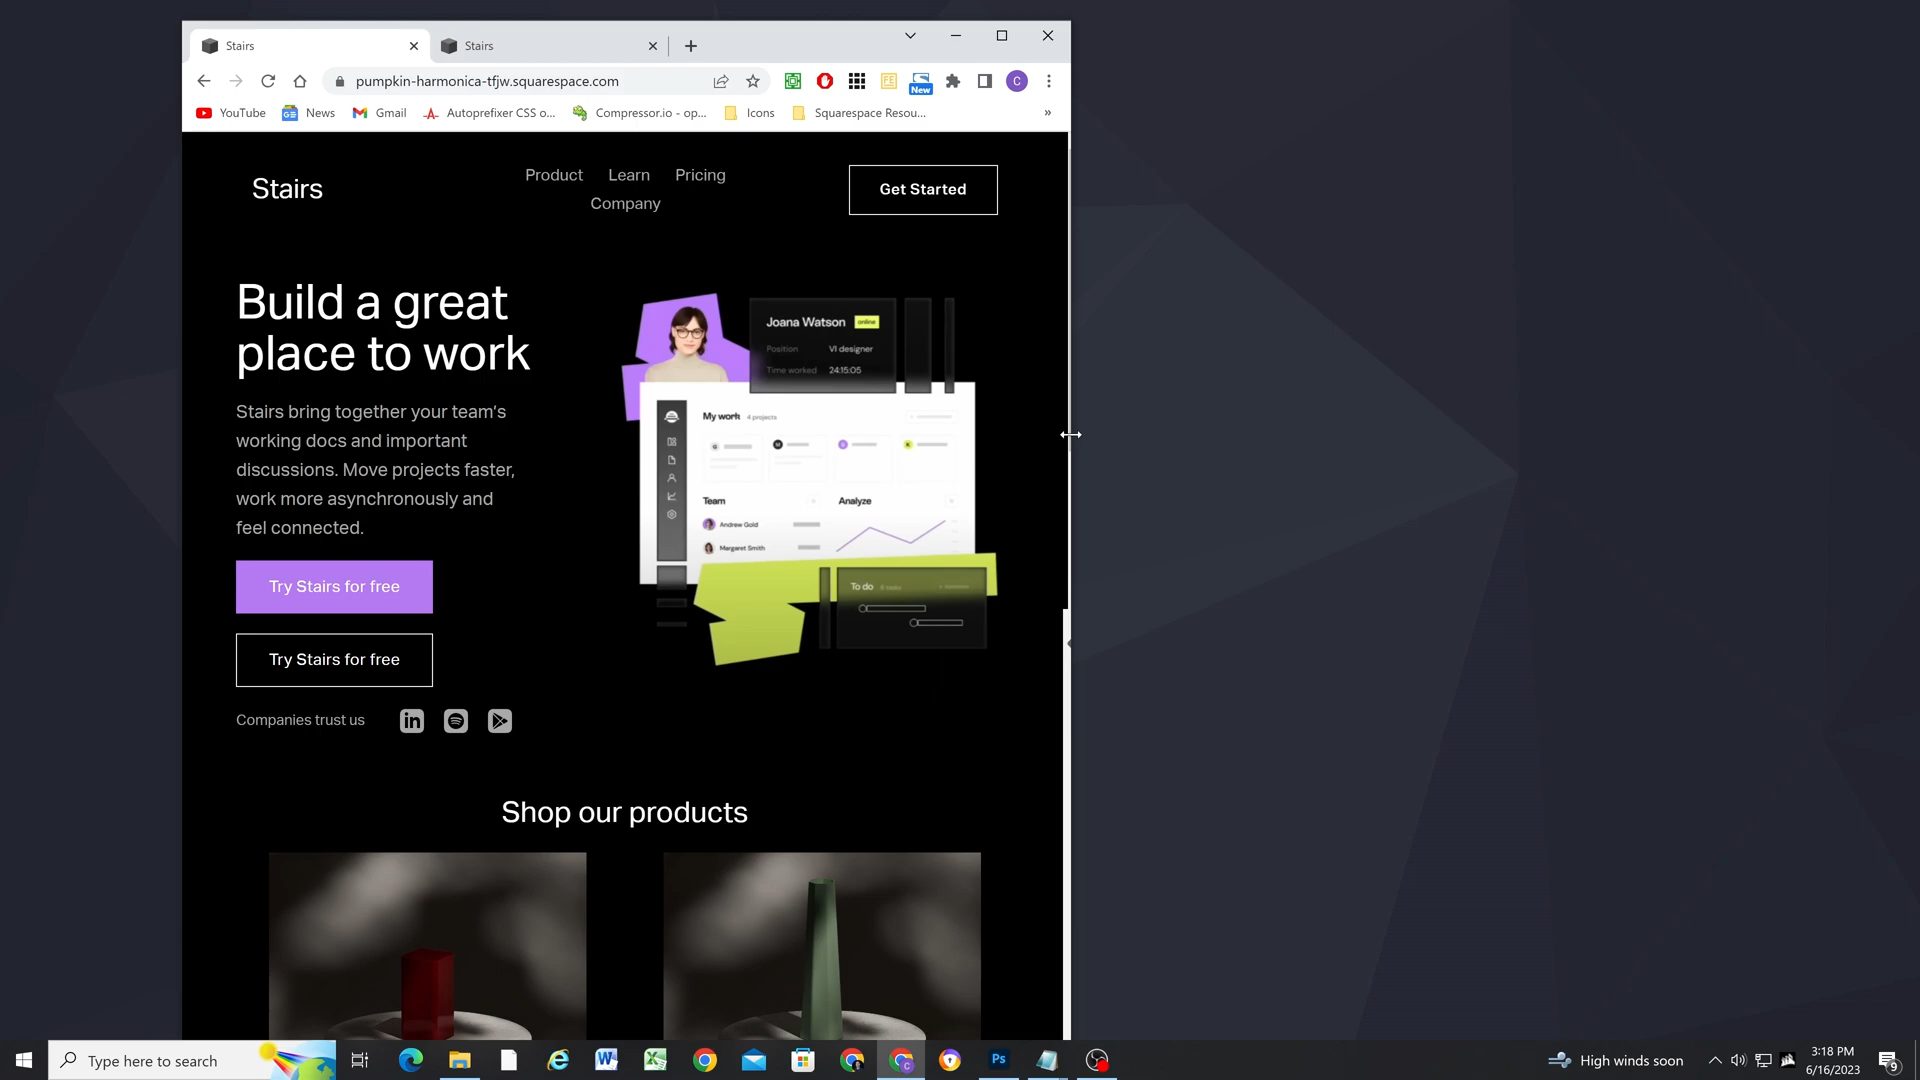 Stairs
Stairs
pumpkin-harmonica-tfjw.squarespace.com
New
C
YouTube
News
Gmail
Autoprefixer CSS o...
Compressor.io - op...
Icons
Squarespace Resou...
»
Stairs
Product
Learn
Pricing
Company
Get Started
Build a great
place to work
Stairs bring together your team's
working docs and important
discussions. Move projects faster,
work more asynchronously and
feel connected.
Try Stairs for free
Try Stairs for free
Companies trust us
in
Joana Watson
online
Position
VI designer
Time worked
24:15:05
My work
4 projects
Team
Analyze
Andrew Gold
Margaret Smith
To do
Shop our products
Type here to search
Ps
High winds soon
3:18 PM
6/16/2023
9